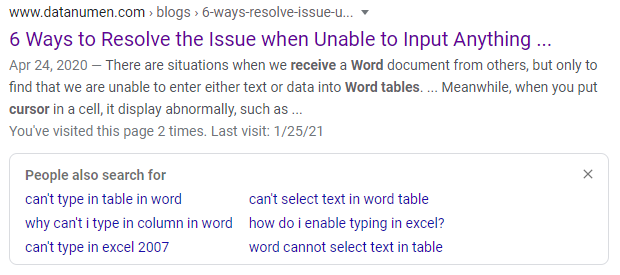 www.datanumen.com › blogs › 6-ways-resolve-issue-u...
6 Ways to Resolve the Issue when Unable to Input Anything ...
Apr 24, 2020 — There are situations when we receive a Word document from others, but only to
find that we are unable to enter either text or data into Word tables. ... Meanwhile, when you put
cursor in a cell, it display abnormally, such as ...
You've visited this page 2 times. Last visit: 1/25/21
People also search for
can't type in table in word
can't select text in word table
why can't i type in column in word
how do i enable typing in excel?
can't type in excel 2007
word cannot select text in table